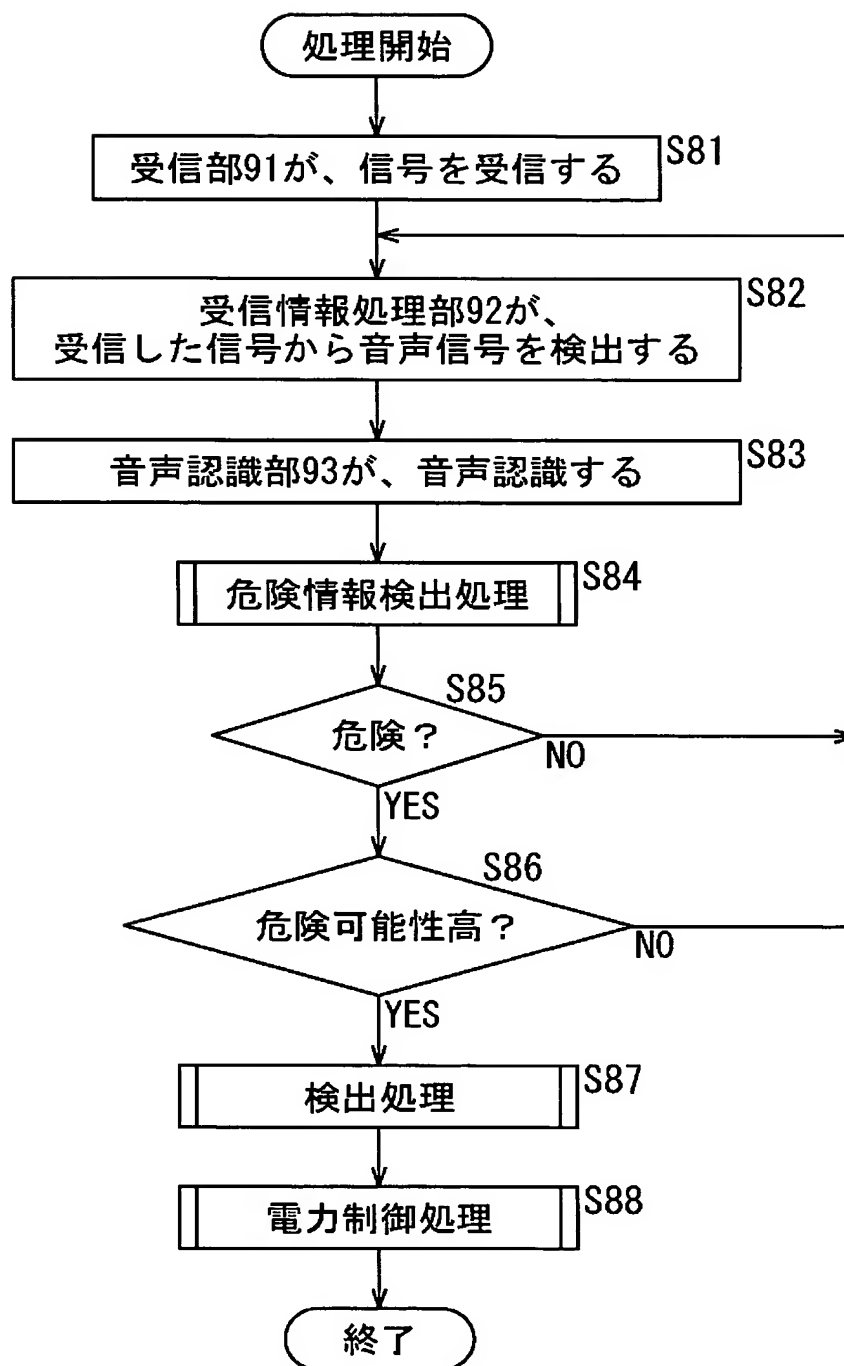 処理開始
受信部91が、信号を受信する
S81
受信情報処理部92が、
受信した信号から音声信号を検出する
S82
音声認識部93が、音声認識する
S83
危険情報検出処理
S84
S85
危険？
NO
YES
S86
危険可能性高？
NO
YES
検出処理
S87
電力制御処理
S88
終了